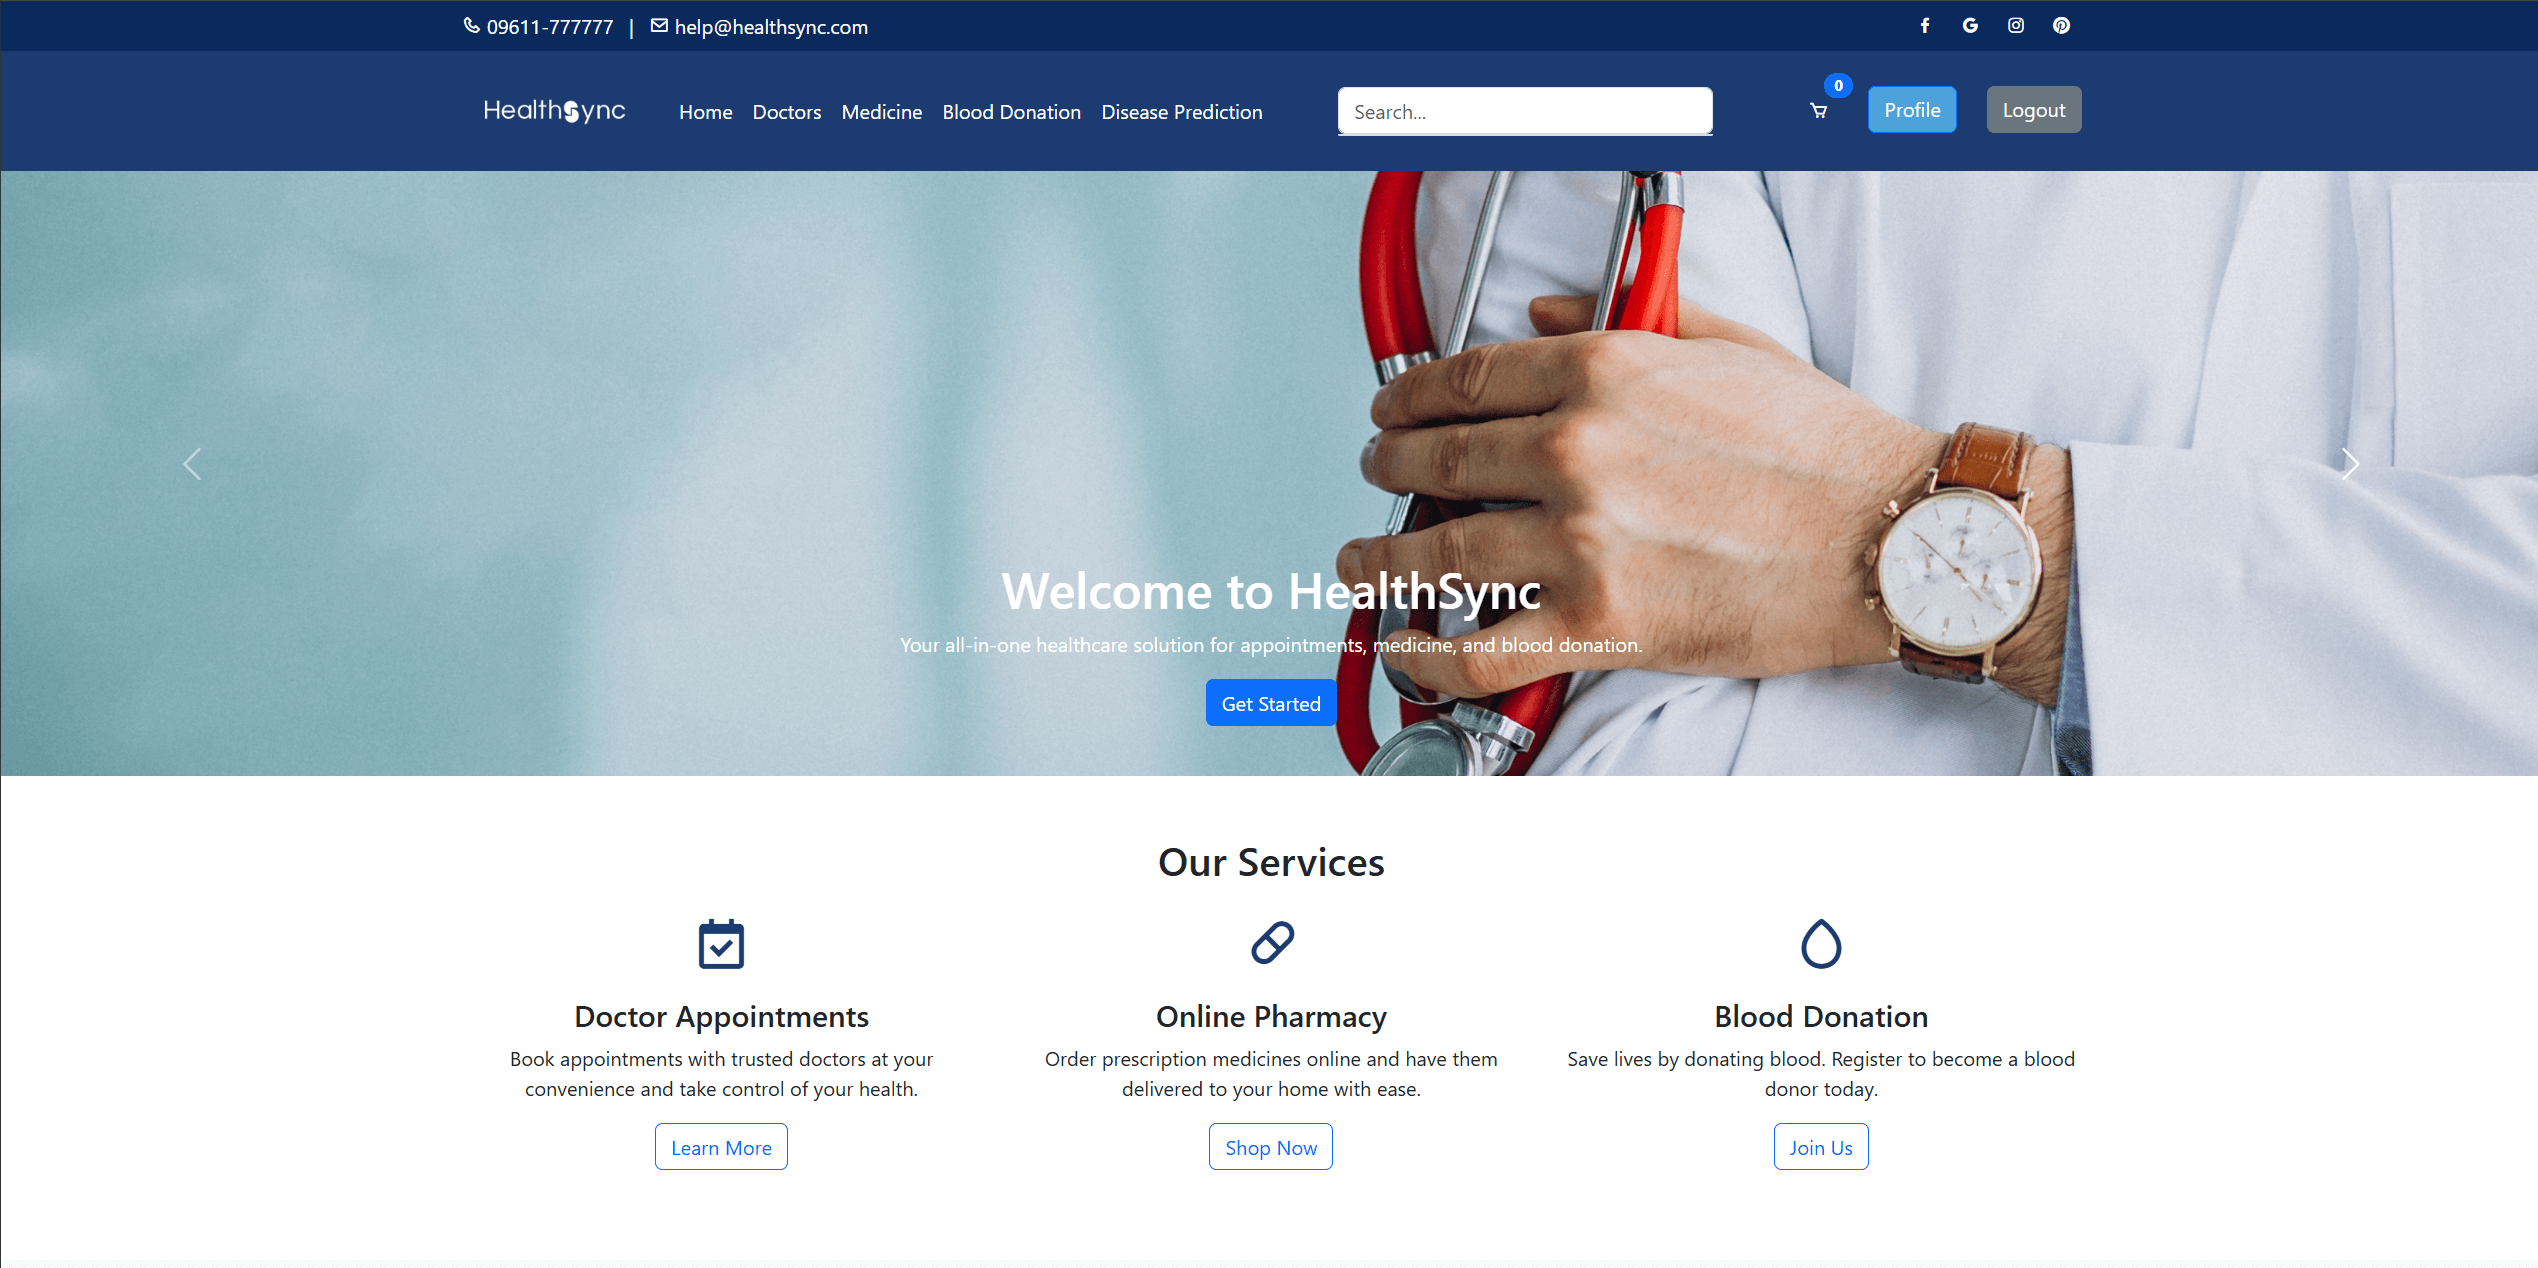 09611-777777 | help@healthsync.com
HealthSync Home Doctors Medicine Blood Donation Disease Prediction Search... 0 Profile Logout
Welcome to HealthSync
Your all-in-one healthcare solution for appointments, medicine, and blood donation.
Get Started
Our Services
Doctor Appointments
Book appointments with trusted doctors at your
convenience and take control of your health.
Learn More
Online Pharmacy
Order prescription medicines online and have them
delivered to your home with ease.
Shop Now
Blood Donation
Save lives by donating blood. Register to become a blood
donor today.
Join Us